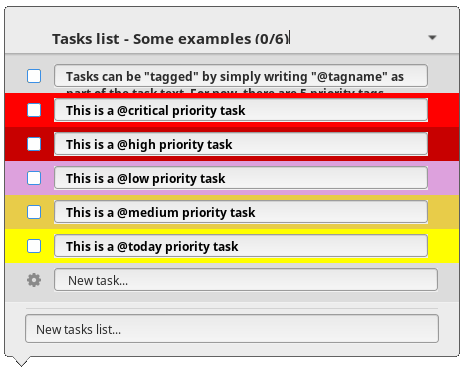 Tasks list - Some examples (0/6)
Tasks can be "tagged" by simply writing "@tagname" as
part of the task text. For now, there are 5 priority tags
This is a @critical priority task
This is a @high priority task
This is a @low priority task
This is a @medium priority task
This is a @today priority task
New task...
New tasks list...